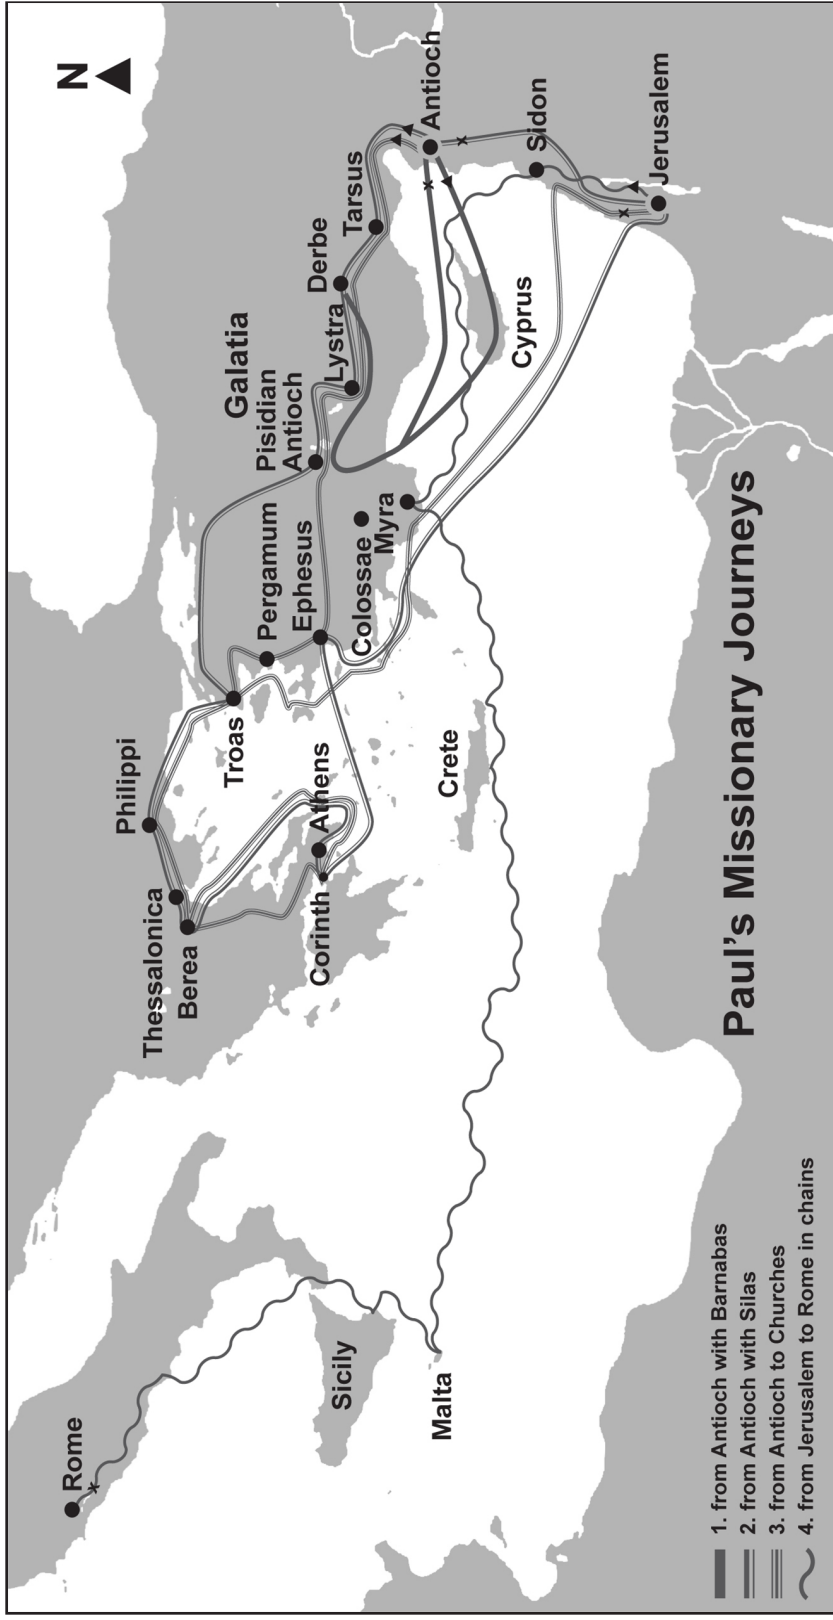 N
Rome
Sicily
Malta
Thessalonica
Berea
Philippi
Corinth
Athens
Troas
Crete
Pergamum
Ephesus
Colossae
Myra
Galatia
Pisidian
Antioch
Lystra
Derbe
Tarsus
Cyprus
Antioch
Sidon
Jerusalem
Paul's Missionary Journeys
1. from Antioch with Barnabas
2. from Antioch with Silas
3. from Antioch to Churches
4. from Jerusalem to Rome in chains